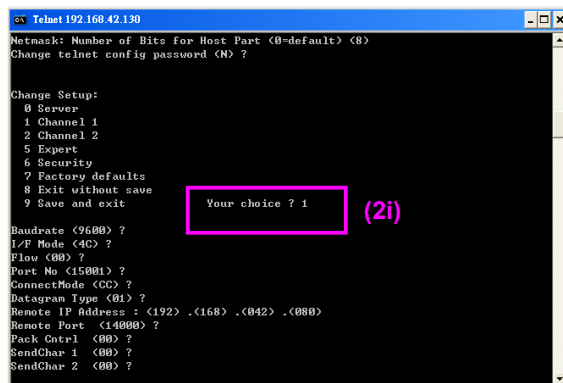 Telnet 192.168.42.130
Netmask: Number of Bits for Host Part (0=default) (8)
Change telnet config password (N) ?
Change Setup:
0 Server
1 Channel 1
2 Channel 2
5 Expert
6 Security
7 Factory defaults
8 Exit without save
9 Save and exit Your choice ? 1
(2i)
Baudrate (9600) ?
I/F Mode (4C) ?
Flow (00) ?
Port No (15001) ?
ConnectMode (CC) ?
Datagram Type (01) ?
Remote IP Address : (192) .(168) .(042) .(080)
Remote Port (14000) ?
Pack Cntrl (00) ?
SendChar 1 (00) ?
SendChar 2 (00) ?